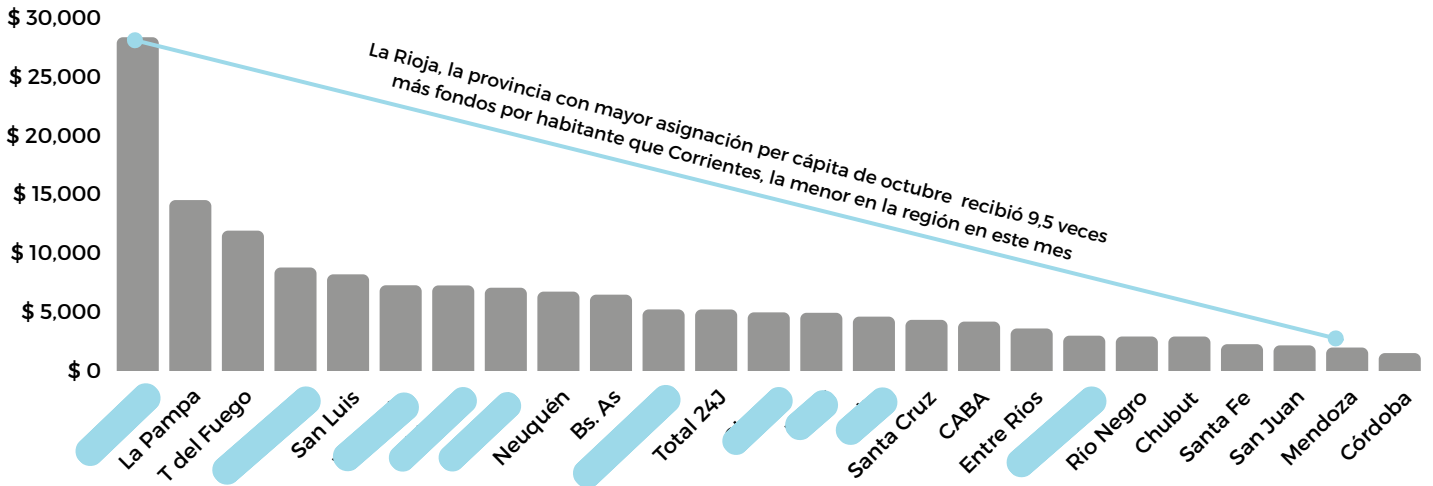 $ 30,000
$ 25,000
$ 20,000
$ 15,000
$ 10,000
$ 5,000
$ 0
La Rioja, la provincia con mayor asignación per cápita de octubre recibió 9,5 veces
más fondos por habitante que Corrientes, la menor en la región en este mes
La Pampa
T del Fuego
San Luis
Neuquén
Bs. As
Total 24J
Santa Cruz
CABA
Entre Ríos
Río Negro
Chubut
Santa Fe
San Juan
Mendoza
Córdoba